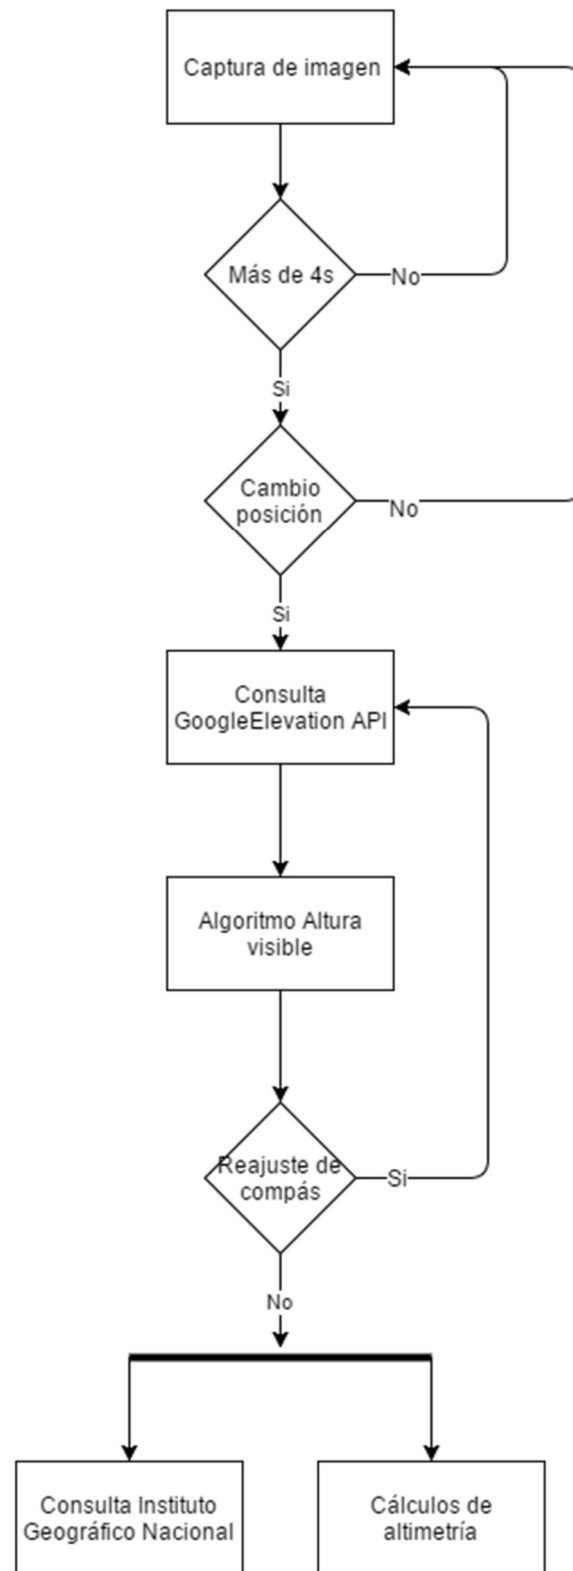 Captura de imagen
Más de 4s
No
Si
Cambio
posición
No
Si
Consulta
GoogleElevation API
Algoritmo Altura
visible
Reajuste de
compás
Si
No
Consulta Instituto
Geográfico Nacional
Cálculos de
altimetría